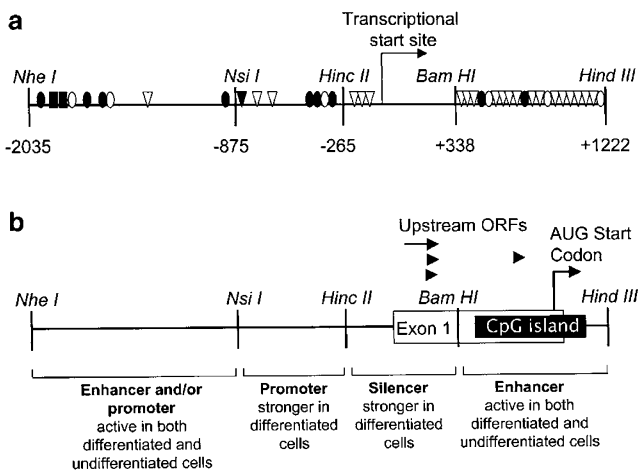 a
Transcriptional
start site
Nhe I
Nsi I
Hinc II
Bam HI
Hind III
-2035
-875
-265
+338
+1222
b
Upstream ORFs
AUG Start
Codon
Nhe I
Nsi I
Hinc II
Bam HI
Hind III
Exon 1
CpG island
Enhancer and/or
promoter
active in both
differentiated and
undifferentiated cells
Promoter
stronger in
differentiated
cells
Silencer
stronger in
differentiated
cells
Enhancer
active in both
differentiated and
undifferentiated cells